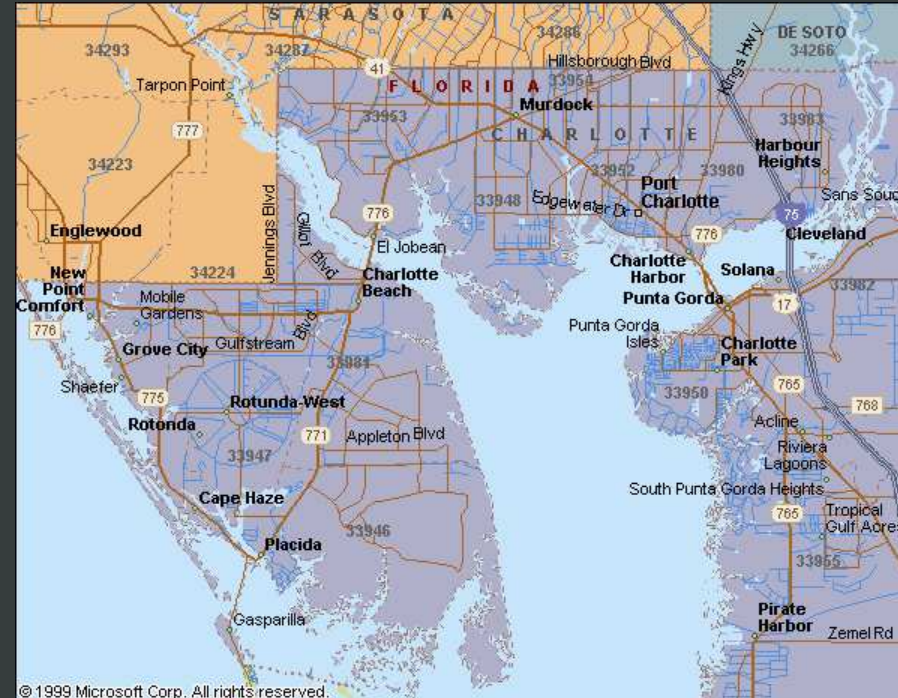 SARASOTA
34293
34287
34286
DE SOTO
34266
41
Hillsborough Blvd
Kings Hwy
Tarpon Point
FLORIDA
33954
Murdock
33953
CHARLOTTE
33983
777
Harbour
Heights
34223
33952
33980
Port
Charlotte
33948
Edgewater Dr
Sans Souc
Jennings Blvd
Gillot Blvd
776
75
Englewood
El Jobean
776
Cleveland
34224
Charlotte
Beach
Charlotte
Harbor
Solana
33982
New
Point
Comfort
Mobile
Gardens
Punta Gorda
17
776
Gulfstream Blvd
Punta Gorda
Isles
Charlotte
Park
Grove City
33981
Shaefer
775
Rotunda-West
33950
765
768
Rotonda
771
Appleton Blvd
Acline
Riviera
Lagoons
33947
South Punta Gorda Heights
Cape Haze
765
Tropical
Gulf Acres
33946
Placida
33955
Gasparilla
Pirate
Harbor
Zemel Rd
© 1999 Microsoft Corp. All rights reserved.